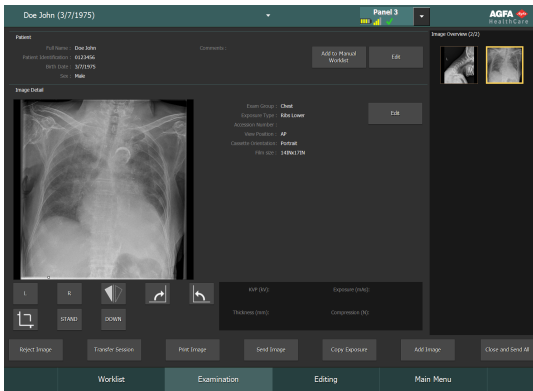 Doe John (3/7/1975)
Panel 3
AGFA
HealthCare
Patient
Full Name : Doe John
Comments :
Patient Identification : 0123456
Birth Date : 3/7/1975
Sex : Male
Add to Manual
Worklist
Edit
Image Overview (2/2)
Image Detail
Exam Group : Chest
Exposure Type : Ribs Lower
Accession Number :
View Position : AP
Cassette Orientation : Portrait
Min size : 14INx17IN
Edit
L
R
STAND
DOWN
KVP (kV):
Exposure (mAs):
Thickness (mm):
Compression (N):
Reject Image
Transfer Session
Print Image
Send Image
Copy Exposure
Add Image
Close and Send All
Worklist
Examination
Editing
Main Menu